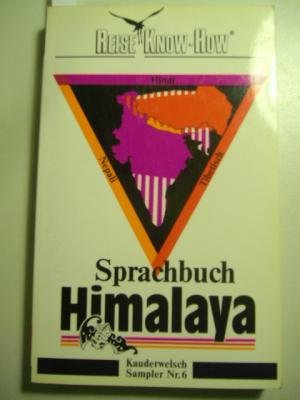 REISE KNOW-HOW®
Hindi
Nepali
Tibetisch
Sprachbuch
Himalaya
Kauderwelsch
Sampler Nr.6